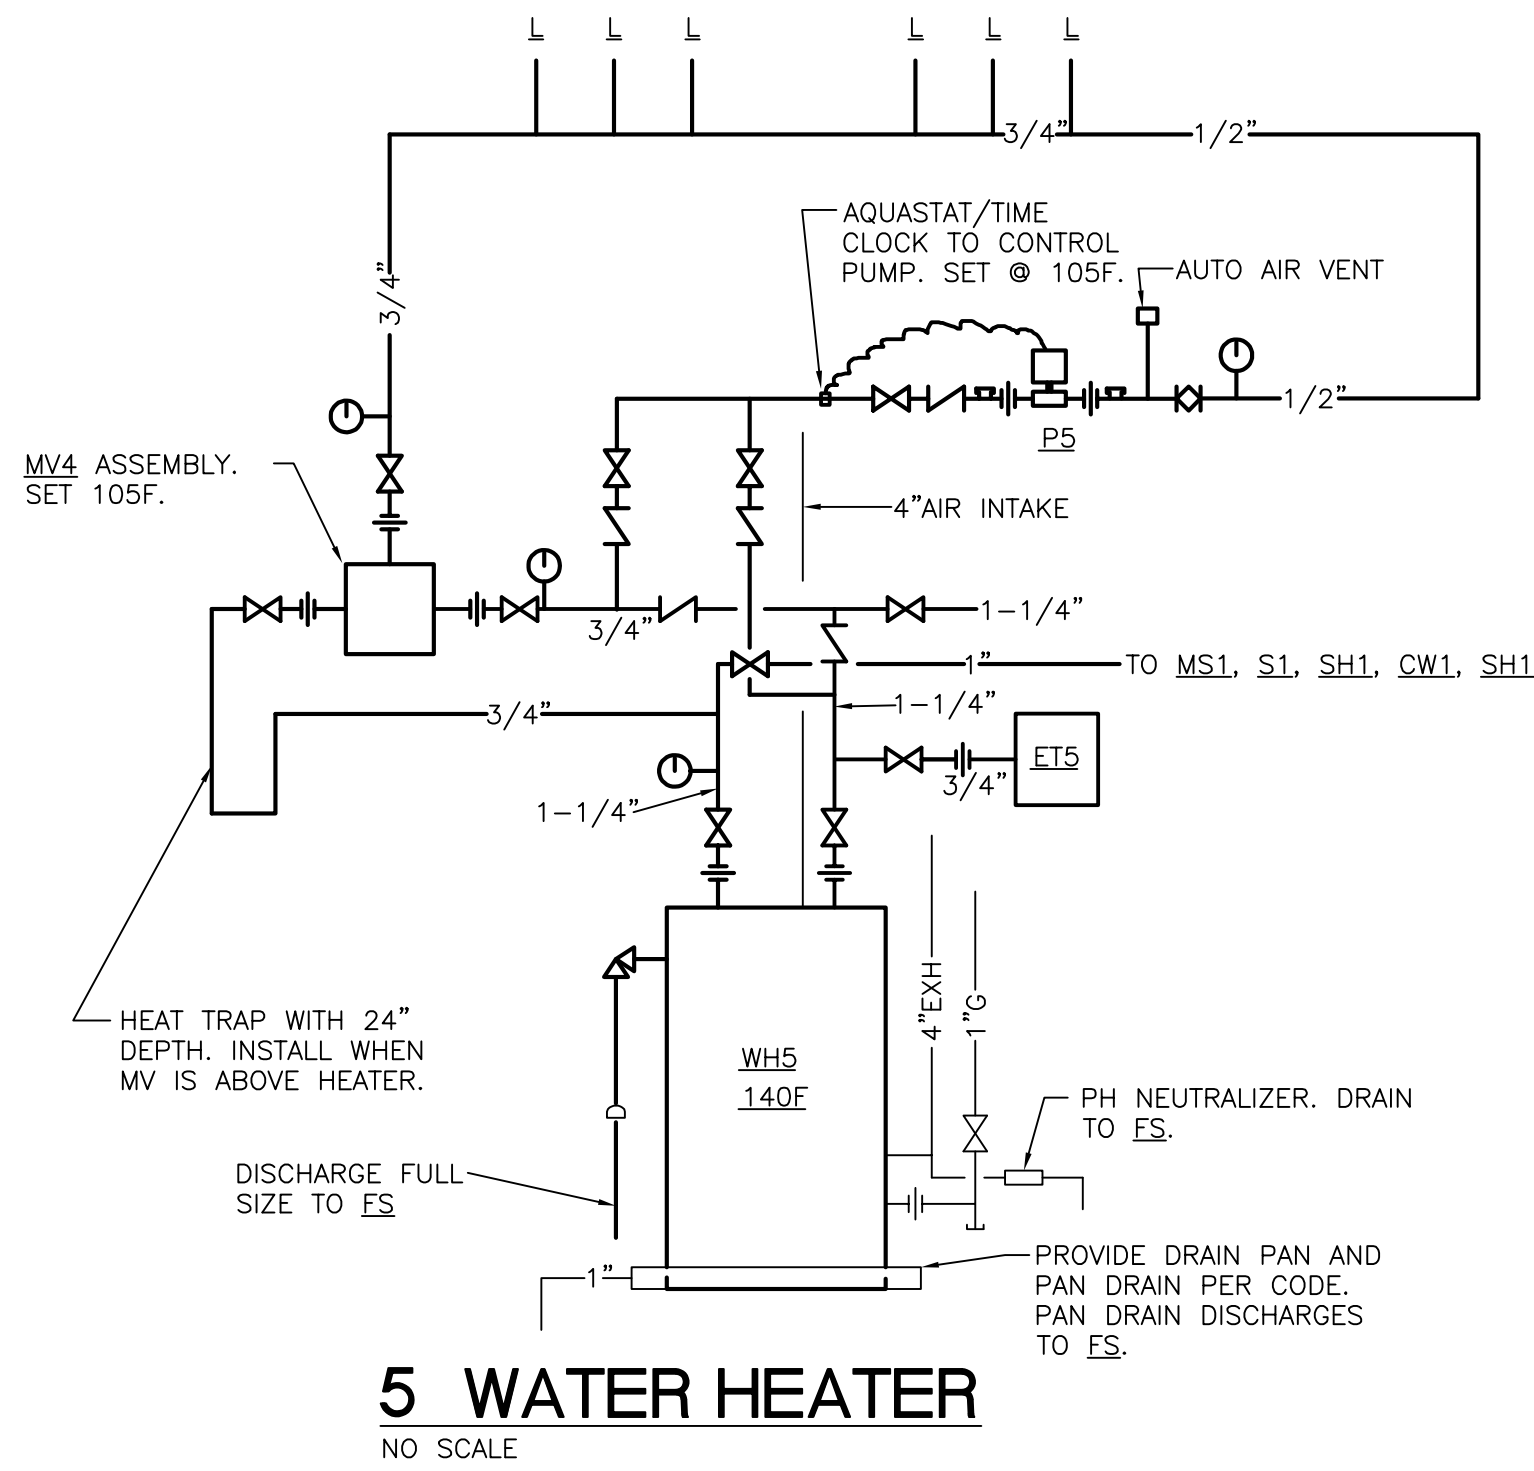 L L L L L L
3/4" 1/2"
AQUASTAT/TIME
CLOCK TO CONTROL
PUMP. SET @ 105F.
AUTO AIR VENT
3/4"
1/2"
P5
MV4 ASSEMBLY.
SET 105F.
4"AIR INTAKE
3/4"
1-1/4"
1" TO MS1, S1, SH1, CW1, SH1
1-1/4"
3/4"
ET5
3/4"
1-1/4"
4"EXH
1"G
HEAT TRAP WITH 24"
DEPTH. INSTALL WHEN
MV IS ABOVE HEATER.
WH5
140F
D
PH NEUTRALIZER. DRAIN
TO FS.
DISCHARGE FULL
SIZE TO FS
1"
PROVIDE DRAIN PAN AND
PAN DRAIN PER CODE.
PAN DRAIN DISCHARGES
TO FS.
5 WATER HEATER
NO SCALE